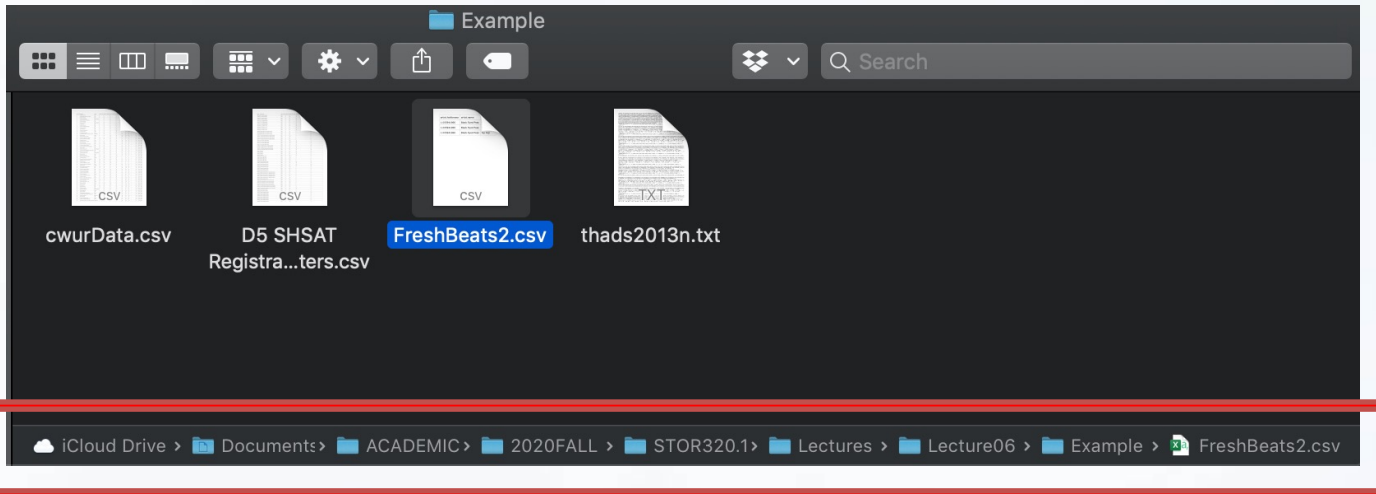 Example
Search
CSV
CSV
CSV
TXT
cwurData.csv
D5 SHSAT
Registra...ters.csv
FreshBeats2.csv
thads2013n.txt
iCloud Drive > Documents > ACADEMIC > 2020FALL > STOR320.1 > Lectures > Lecture06 > Example > FreshBeats2.csv